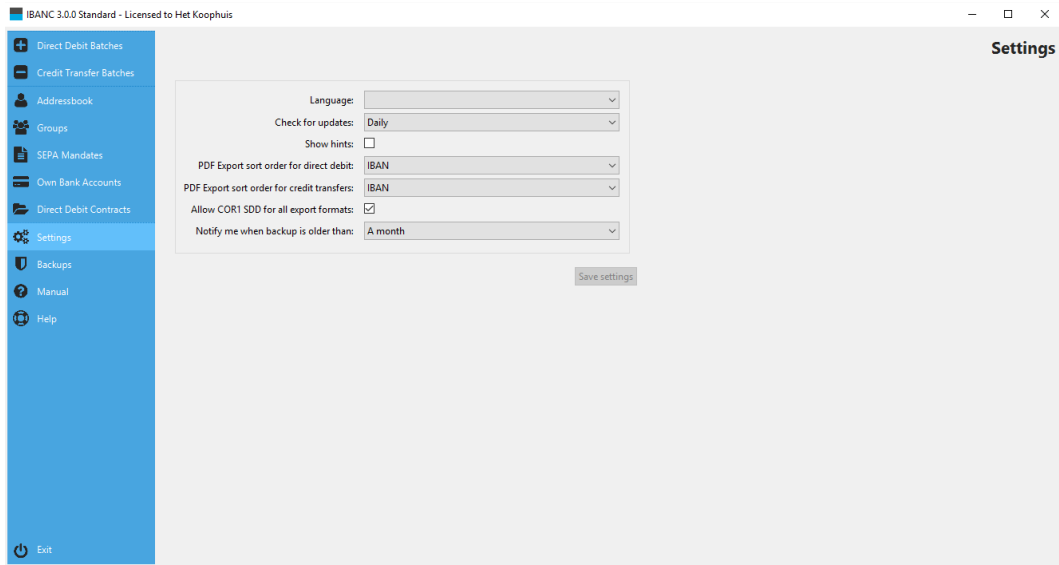 IBANC 3.0.0 Standard - Licensed to Het Koophuis
Direct Debit Batches
Credit Transfer Batches
Addressbook
Groups
SEPA Mandates
Own Bank Accounts
Direct Debit Contracts
Settings
Backups
Manual
Help
Exit
Settings
Language:
Check for updates: Daily
Show hints:
PDF Export sort order for direct debit: IBAN
PDF Export sort order for credit transfers: IBAN
Allow COR1 SDD for all export formats:
Notify me when backup is older than: A month
Save settings